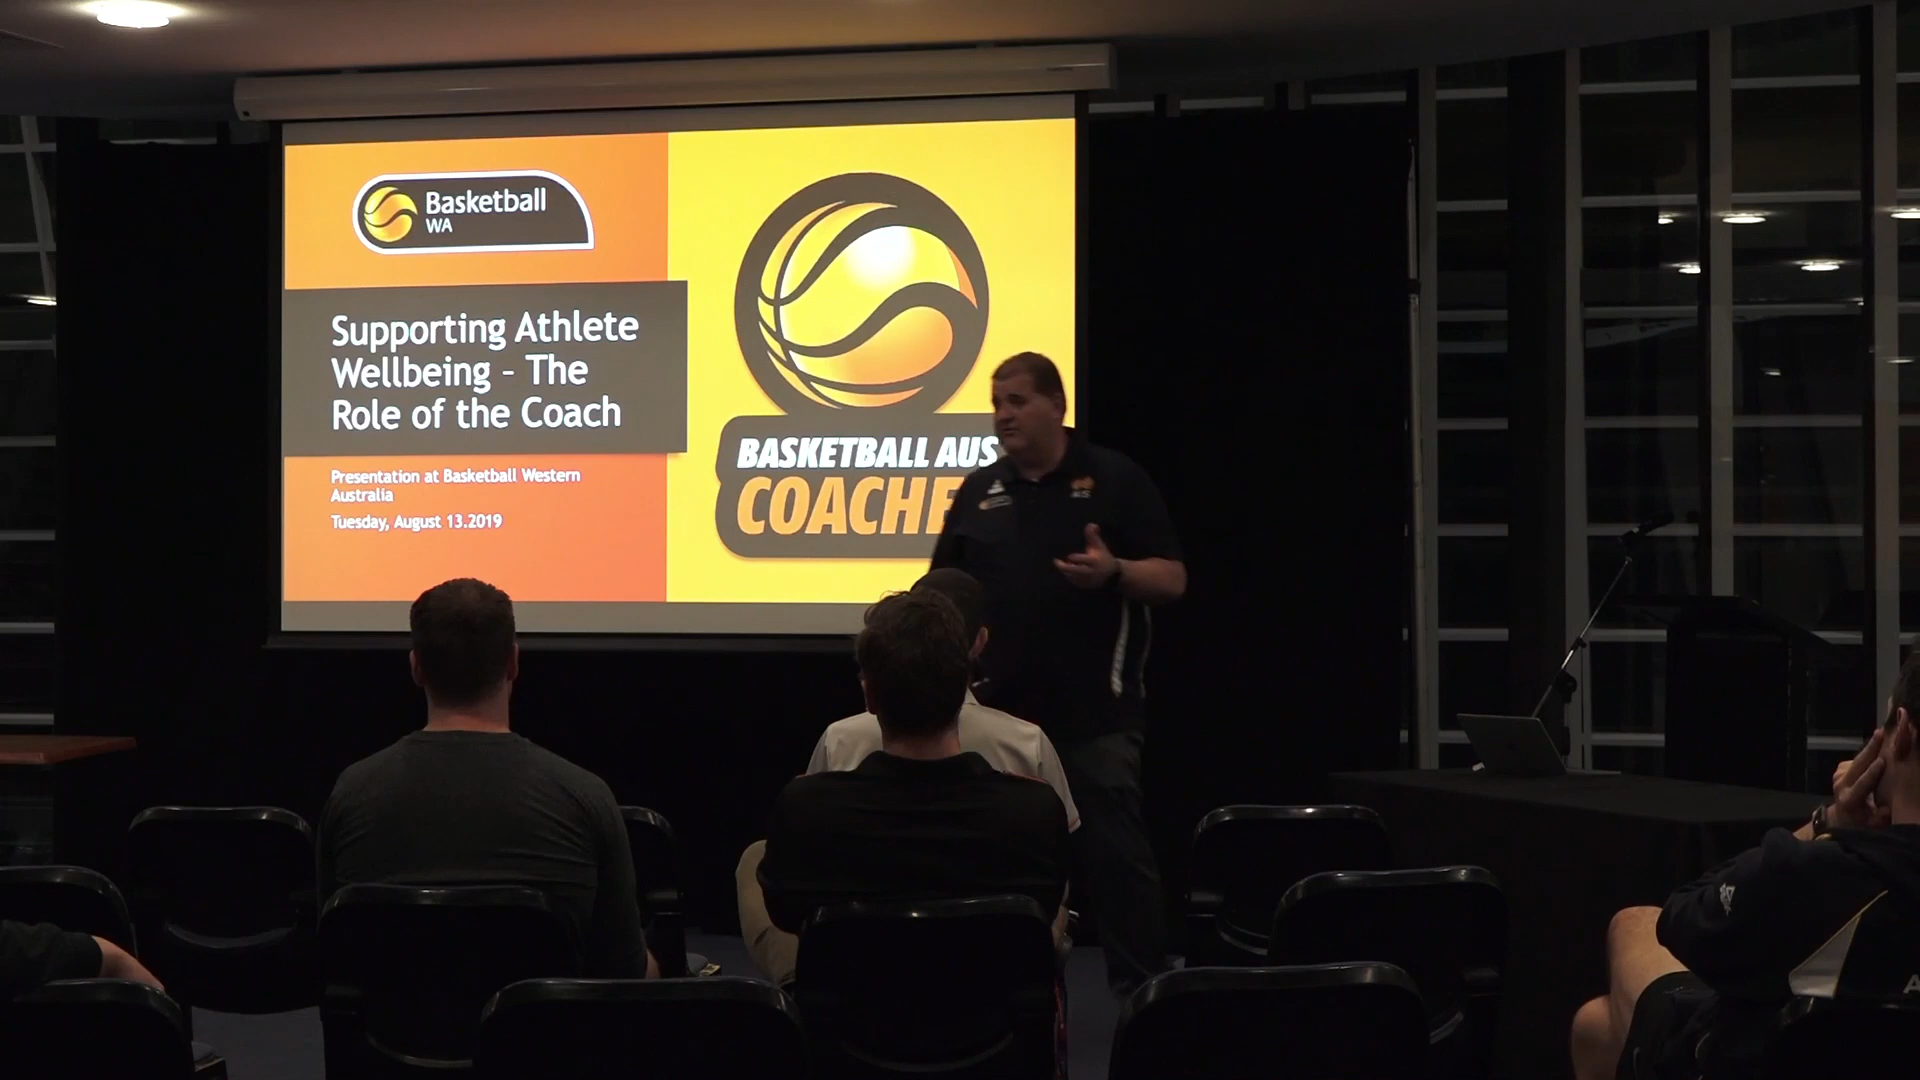 Basketball
WA
Supporting Athlete
Wellbeing - The
Role of the Coach
Presentation at Basketball Western
Australia
Tuesday, August 13.2019
BASKETBALL AUS
COACHE